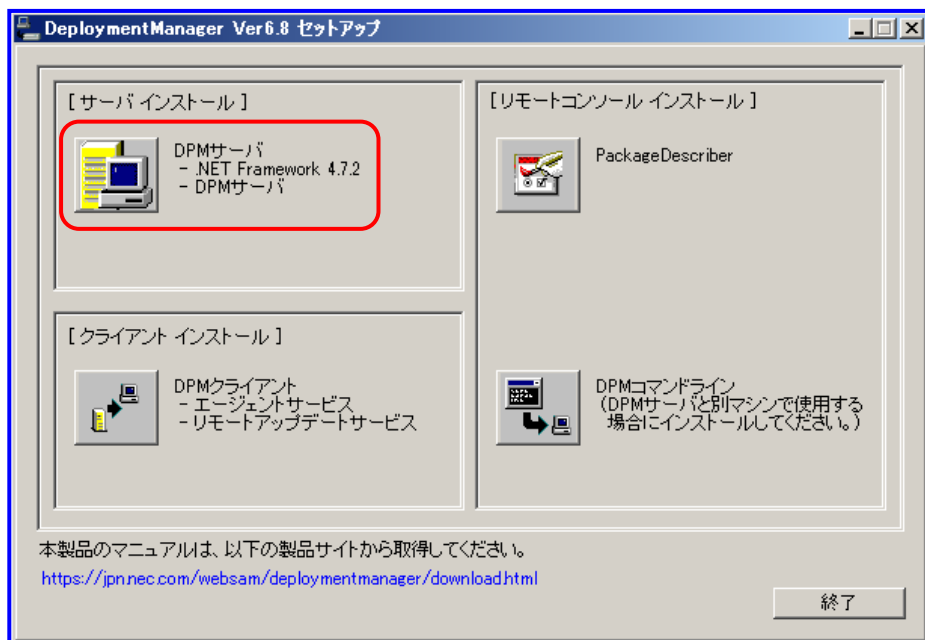 DeploymentManager Ver6.8 セットアップ
[ サーバ インストール ]
DPMサーバ
- .NET Framework 4.7.2
- DPMサーバ
[ リモートコンソール インストール ]
PackageDescriber
[ クライアント インストール ]
DPMクライアント
- エージェントサービス
- リモートアップデートサービス
DPMコマンドライン
(DPMサーバと別マシンで使用する
場合にインストールしてください。)
本製品のマニュアルは、以下の製品サイトから取得してください。
https://jpn.nec.com/websam/deploymentmanager/download.html
終了